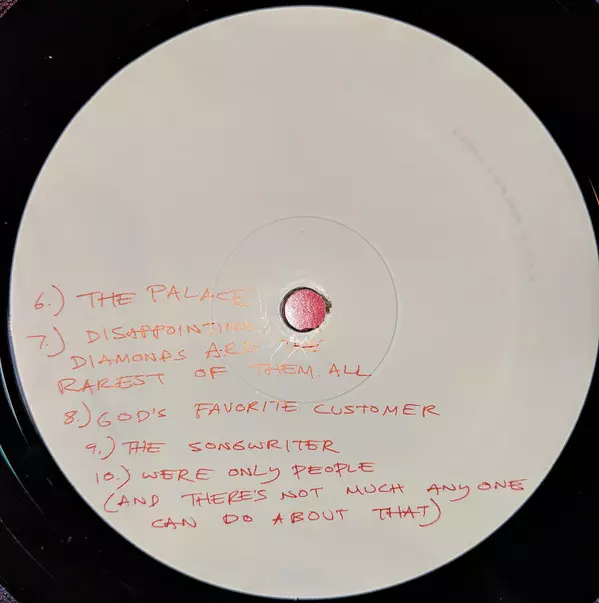 6.) THE PALACE
7.) DISAPPOINTING
DIAMONDS ARE THE
RAREST OF THEM ALL
8.) GOD'S FAVORITE CUSTOMER
9.) THE SONGWRITER
10.) WERE ONLY PEOPLE
(AND THERE'S NOT MUCH ANYONE
CAN DO ABOUT THAT)